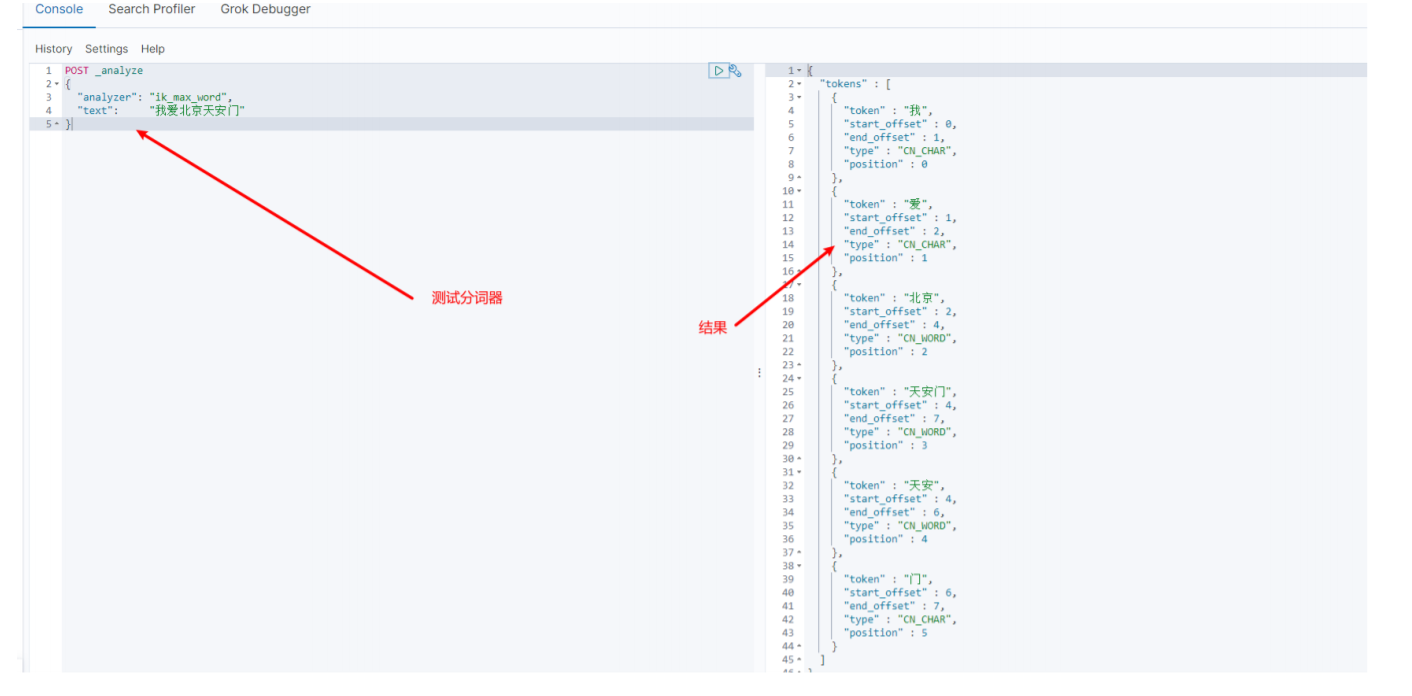 Console Search Profiler Grok Debugger
History Settings Help
1 POST _analyze
2 {
3 "analyzer": "ik_max_word",
4 "text": "我爱北京天安门"
5 }
测试分词器
结果
1 {
2 "tokens" : [
3 {
4 "token" : "我",
5 "start_offset" : 0,
6 "end_offset" : 1,
7 "type" : "CN_CHAR",
8 "position" : 0
9 },
10 {
11 "token" : "爱",
12 "start_offset" : 1,
13 "end_offset" : 2,
14 "type" : "CN_CHAR",
15 "position" : 1
16 },
17 {
18 "token" : "北京",
19 "start_offset" : 2,
20 "end_offset" : 4,
21 "type" : "CN_WORD",
22 "position" : 2
23 },
24 {
25 "token" : "天安门",
26 "start_offset" : 4,
27 "end_offset" : 7,
28 "type" : "CN_WORD",
29 "position" : 3
30 },
31 {
32 "token" : "天安",
33 "start_offset" : 4,
34 "end_offset" : 6,
35 "type" : "CN_WORD",
36 "position" : 4
37 },
38 {
39 "token" : "门",
40 "start_offset" : 6,
41 "end_offset" : 7,
42 "type" : "CN_CHAR",
43 "position" : 5
44 }
45 ]